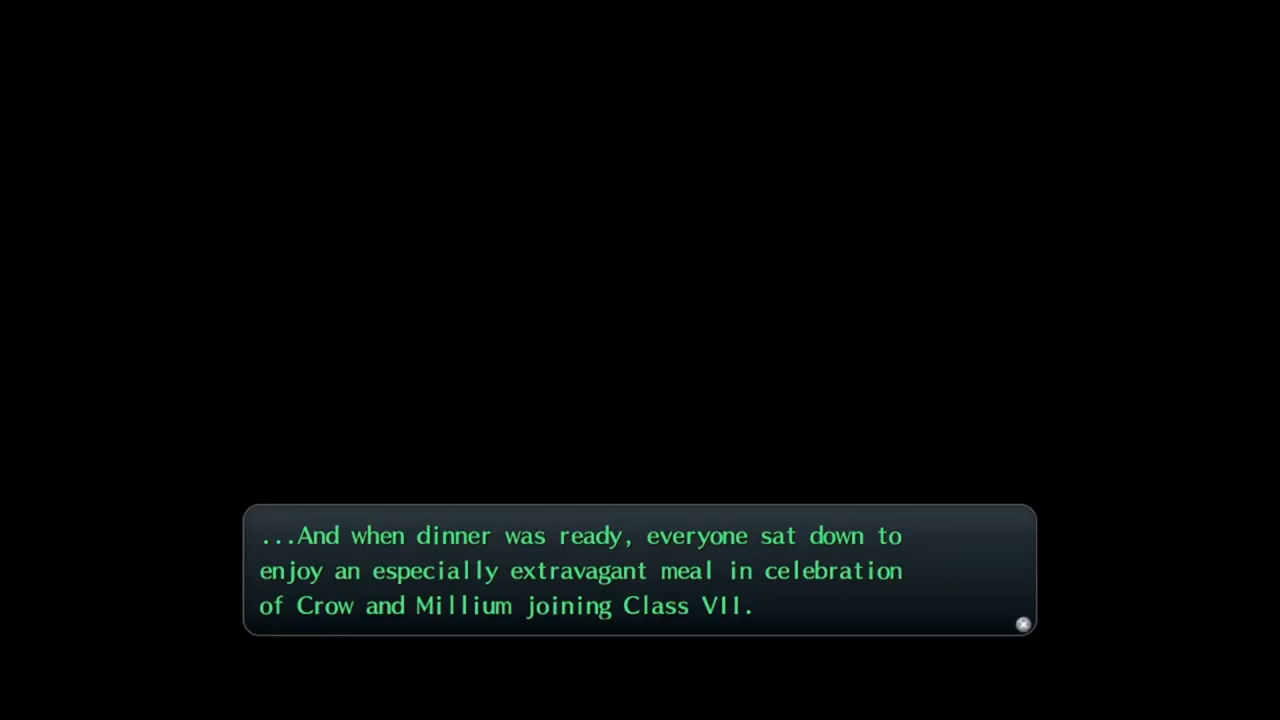 ...And when dinner was ready, everyone sat down to
enjoy an especially extravagant meal in celebration
of Crow and Millium joining Class VII.